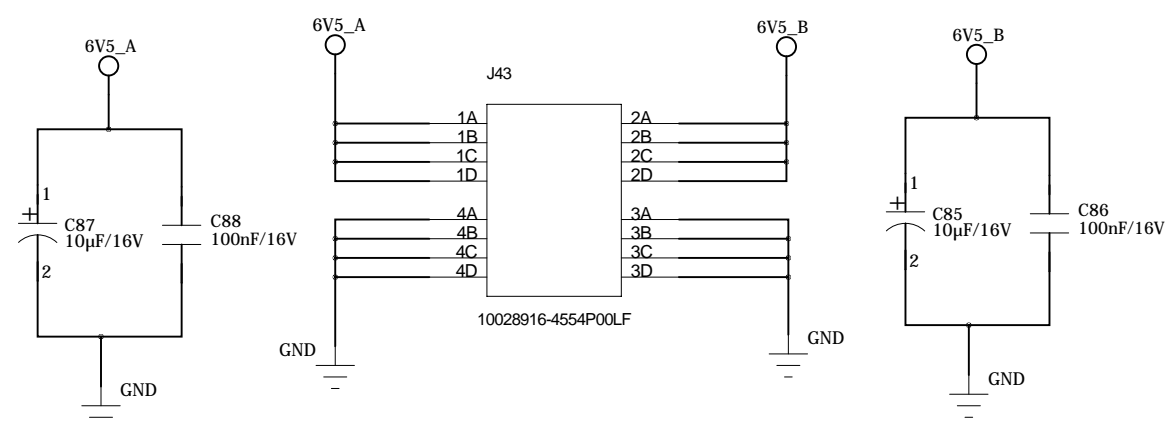 6V5_A
1
+
C87
10µF/16V
2
C88
100nF/16V
GND
6V5_A
6V5_B
J43
1A
1B
1C
1D
2A
2B
2C
2D
4A
4B
4C
4D
3A
3B
3C
3D
10028916-4554P00LF
GND
GND
6V5_B
1
+
C85
10µF/16V
2
C86
100nF/16V
GND